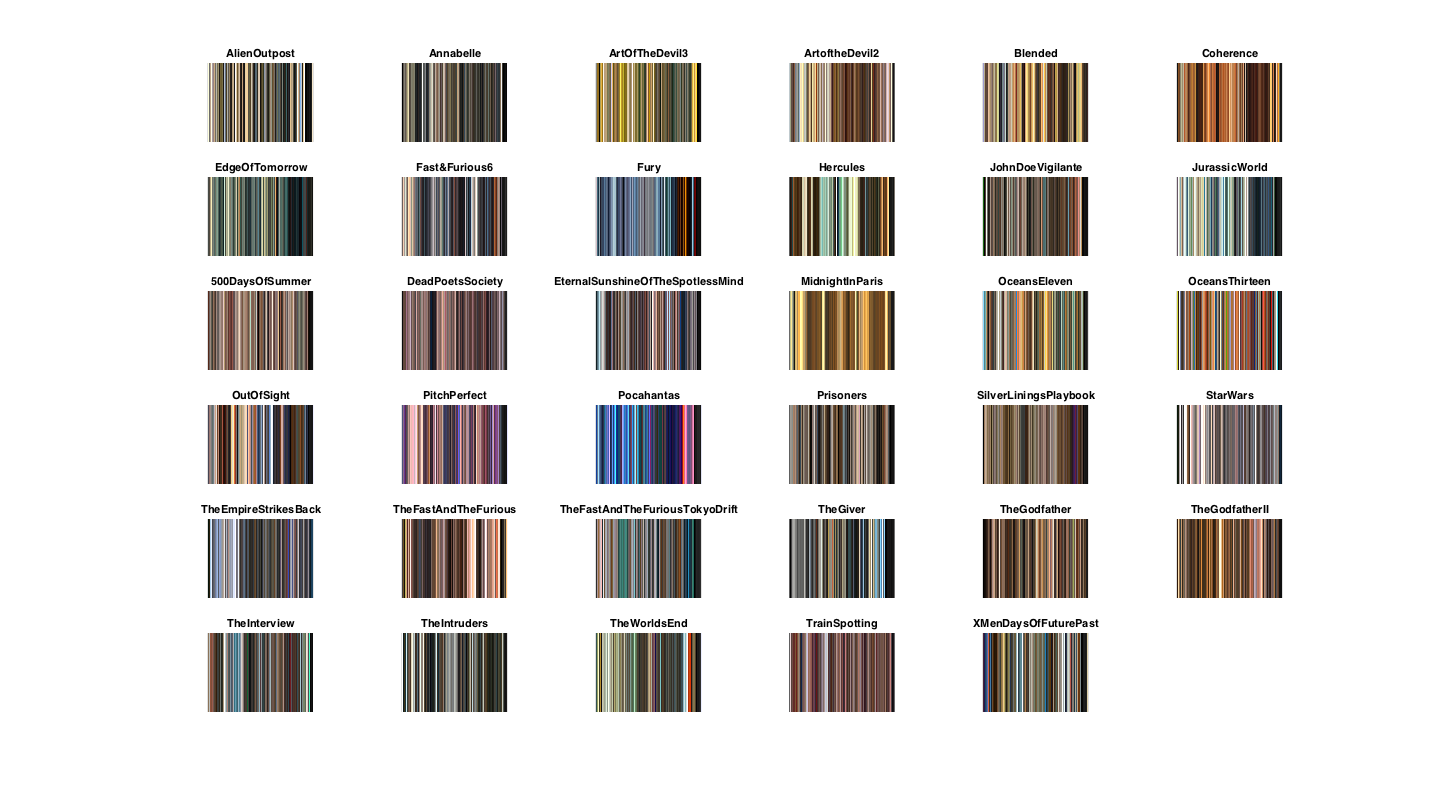 AlienOutpost Annabelle ArtOfTheDevil3 ArtoftheDevil2 Blended Coherence
EdgeOfTomorrow Fast&Furious6 Fury Hercules JohnDoeVigilante JurassicWorld
500DaysOfSummer DeadPoetsSociety EternalSunshineOfTheSpotlessMind MidnightInParis OceansEleven OceansThirteen
OutOfSight PitchPerfect Pocahantas Prisoners SilverLiningsPlaybook StarWars
TheEmpireStrikesBack TheFastAndTheFurious TheFastAndTheFuriousTokyoDrift TheGiver TheGodfather TheGodfatherII
TheInterview TheIntruders TheWorldsEnd TrainSpotting XMenDaysOfFuturePast